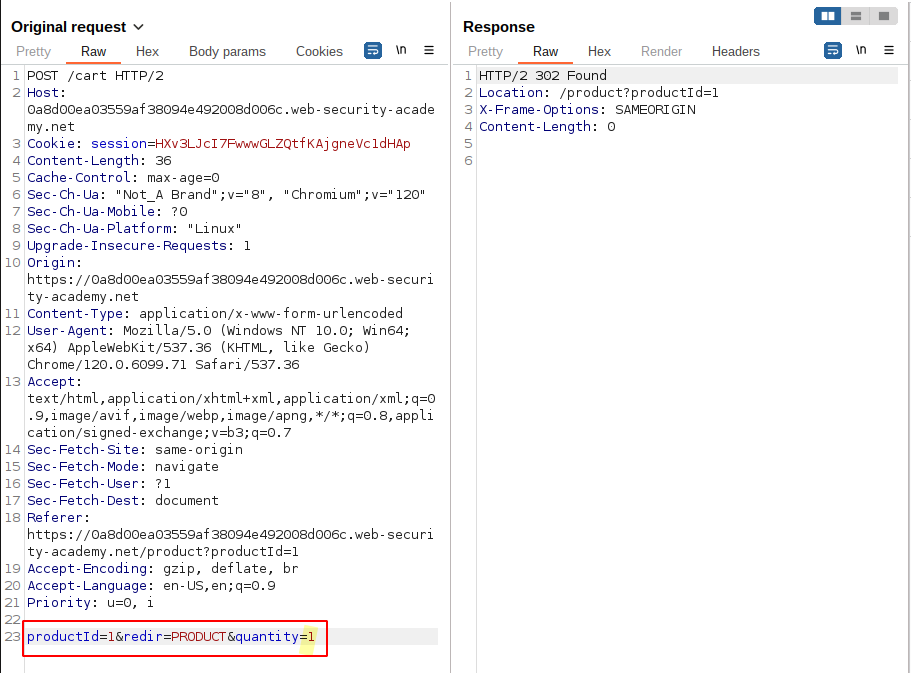 Original request
Pretty Raw Hex Body params Cookies \n
1 POST /cart HTTP/2
2 Host:
0a8d00ea03559af38094e492008d006c.web-security-acade
my.net
3 Cookie: session=HXv3LJcI7FwwwGLZQtfKAjgneVc1dHAp
4 Content-Length: 36
5 Cache-Control: max-age=0
6 Sec-Ch-Ua: "Not_A Brand";v="8", "Chromium";v="120"
7 Sec-Ch-Ua-Mobile: ?0
8 Sec-Ch-Ua-Platform: "Linux"
9 Upgrade-Insecure-Requests: 1
10 Origin:
https://0a8d00ea03559af38094e492008d006c.web-securi
ty-academy.net
11 Content-Type: application/x-www-form-urlencoded
12 User-Agent: Mozilla/5.0 (Windows NT 10.0; Win64;
x64) AppleWebKit/537.36 (KHTML, like Gecko)
Chrome/120.0.6099.71 Safari/537.36
13 Accept:
text/html,application/xhtml+xml,application/xml;q=0
.9,image/avif,image/webp,image/apng,*/*;q=0.8,appli
cation/signed-exchange;v=b3;q=0.7
14 Sec-Fetch-Site: same-origin
15 Sec-Fetch-Mode: navigate
16 Sec-Fetch-User: ?1
17 Sec-Fetch-Dest: document
18 Referer:
https://0a8d00ea03559af38094e492008d006c.web-securi
ty-academy.net/product?productId=1
19 Accept-Encoding: gzip, deflate, br
20 Accept-Language: en-US,en;q=0.9
21 Priority: u=0, i
22
23 productId=1&redir=PRODUCT&quantity=1
Response
Pretty Raw Hex Render Headers \n
1 HTTP/2 302 Found
2 Location: /product?productId=1
3 X-Frame-Options: SAMEORIGIN
4 Content-Length: 0
5
6